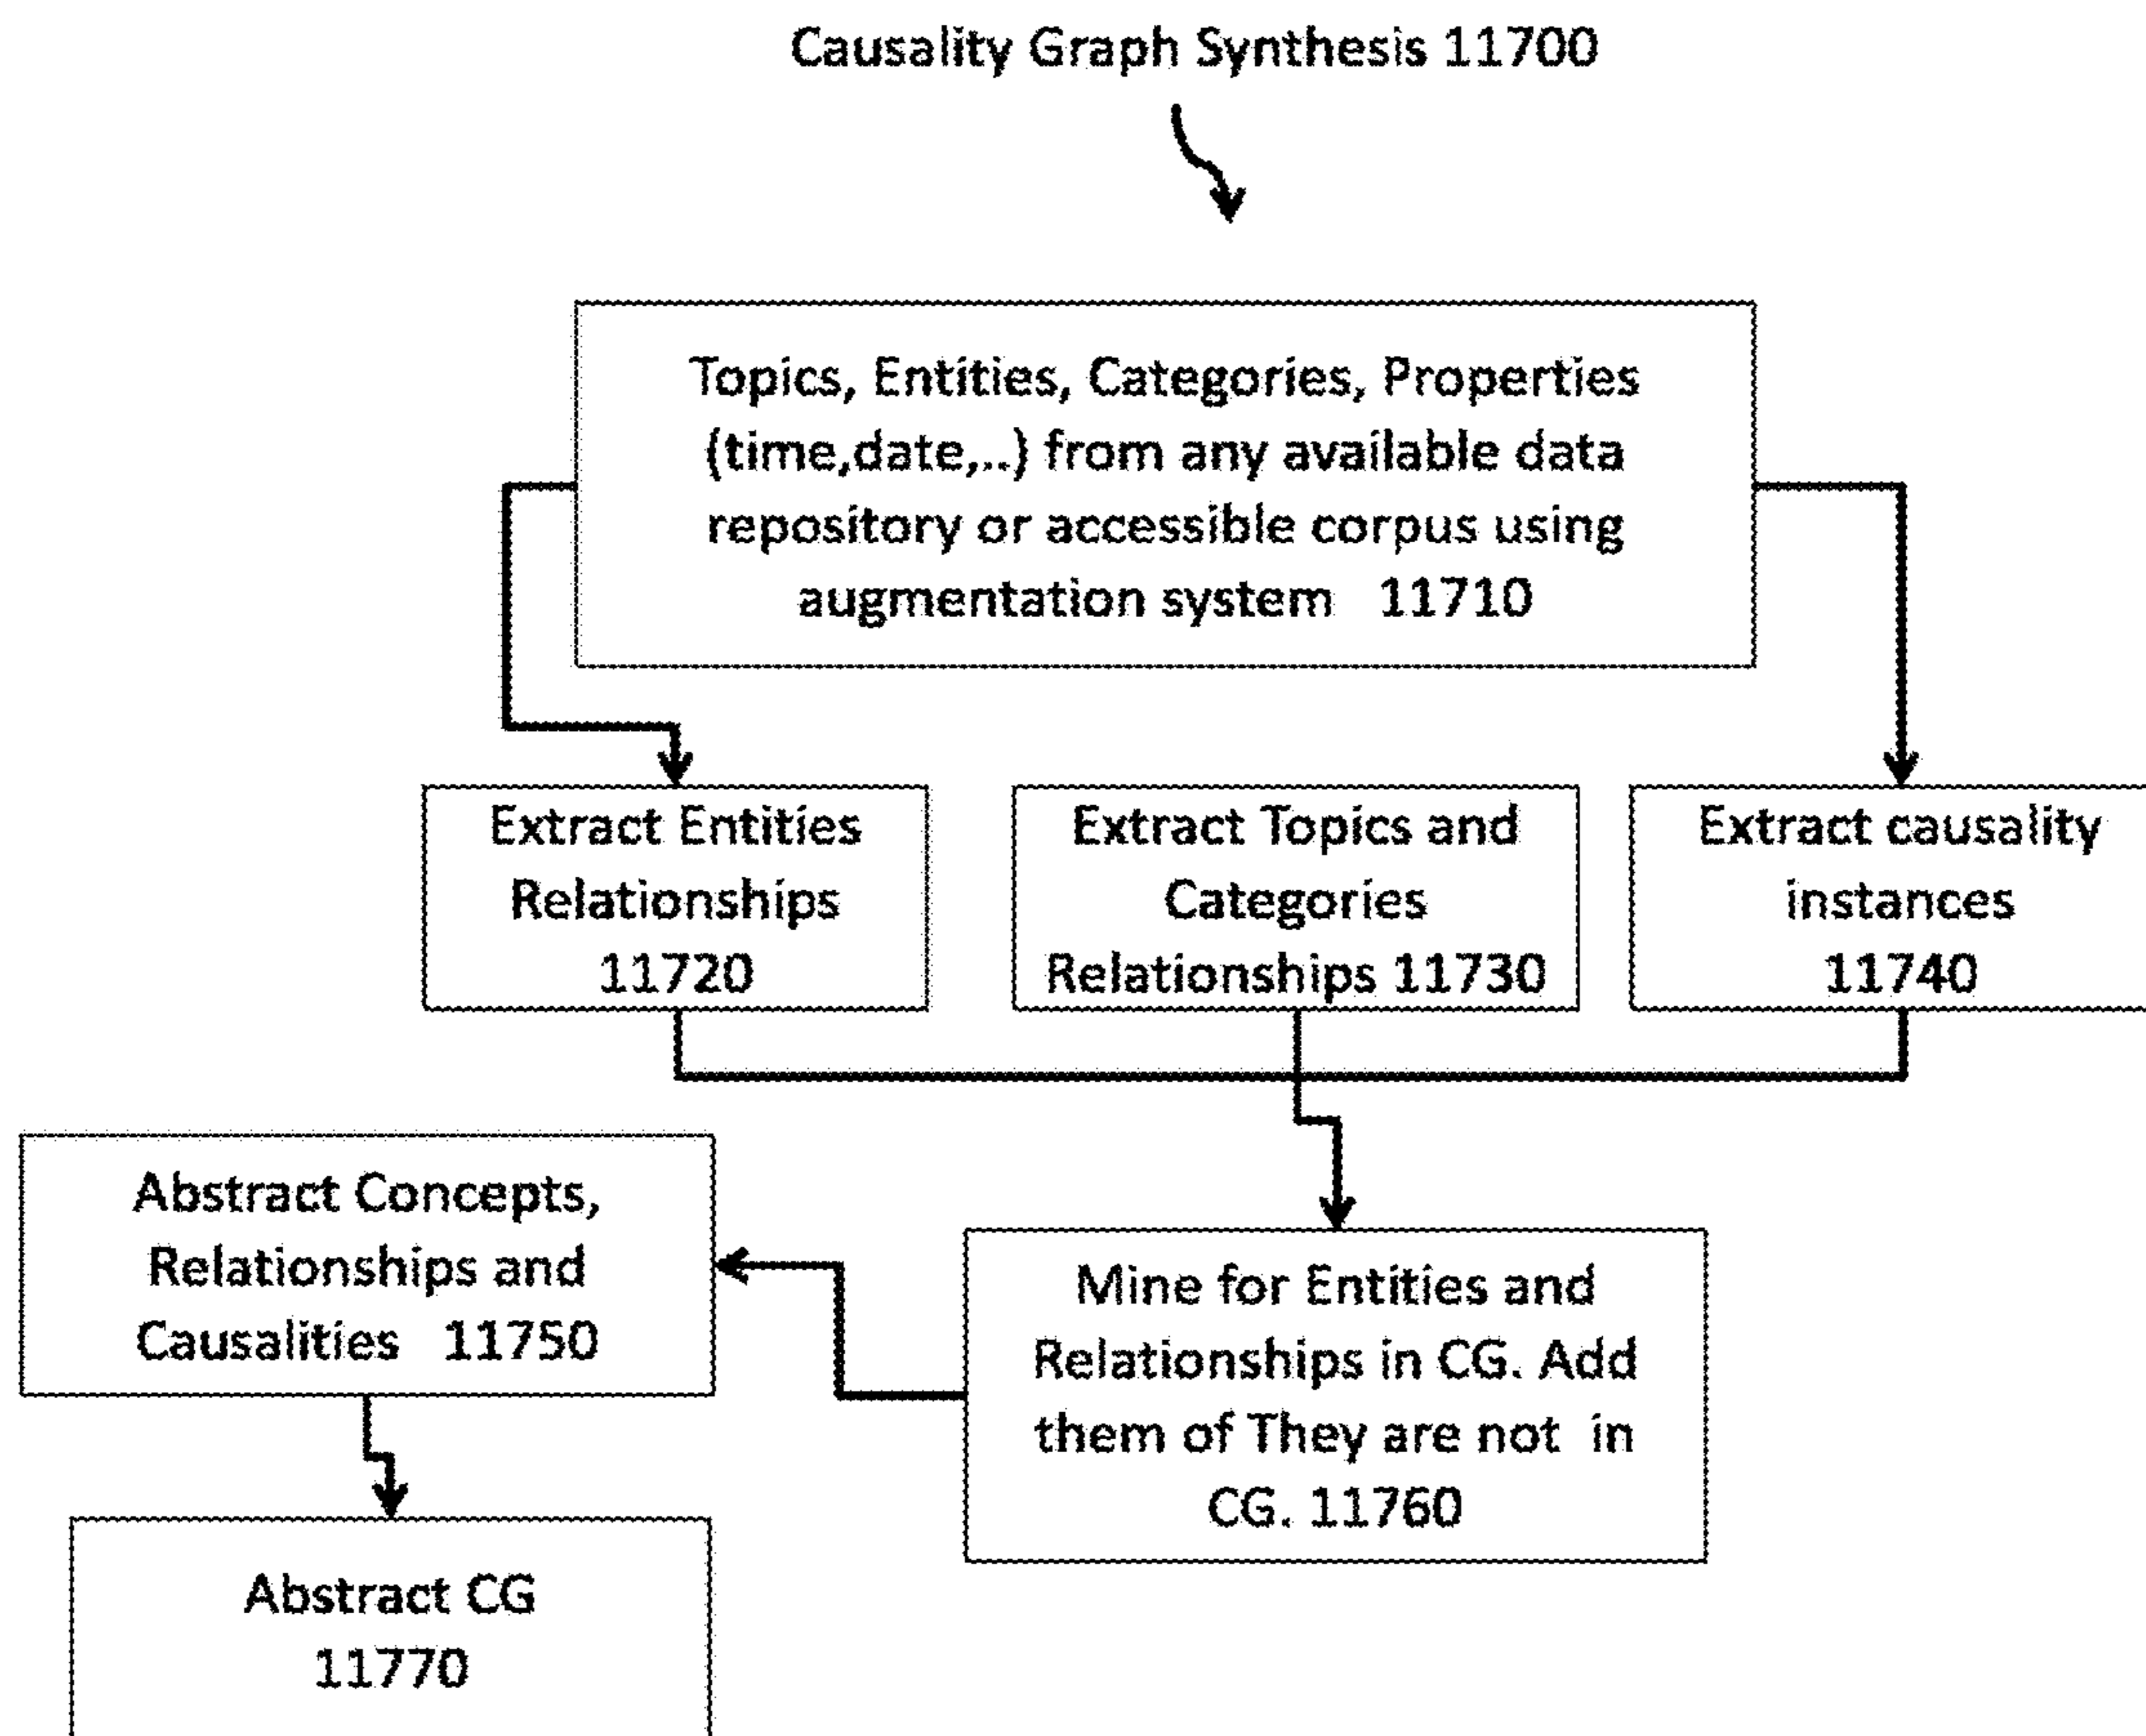 Causality Graph Synthesis 11700
Topics, Entities, Categories, Properties
(time,date,..) from any available data
repository or accessible corpus using
augmentation system 11710
Extract Entities
Relationships
11720
Extract Topics and
Categories
Relationships 11730
Extract causality
instances
11740
Abstract Concepts,
Relationships and
Causalities 11750
Mine for Entities and
Relationships in CG. Add
them of They are not in
CG. 11760
Abstract CG
11770